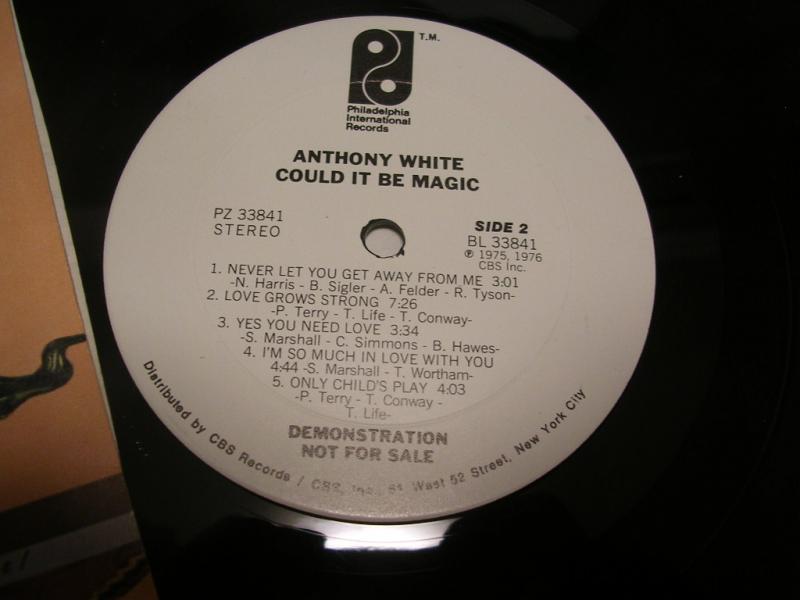 T.M.
Philadelphia
International
Records
ANTHONY WHITE
COULD IT BE MAGIC
PZ 33841
STEREO
SIDE 2
BL 33841
℗ 1975, 1976
CBS Inc.
1. NEVER LET YOU GET AWAY FROM ME 3:01
-N. Harris - B. Sigler - A. Felder - R. Tyson-
2. LOVE GROWS STRONG 7:26
-P. Terry - T. Life - T. Conway-
3. YES YOU NEED LOVE 3:34
-S. Marshall - C. Simmons - B. Hawes-
4. I'M SO MUCH IN LOVE WITH YOU
4:44 -S. Marshall - T. Wortham-
5. ONLY CHILD'S PLAY 4:03
-P. Terry - T. Conway -
T. Life-
DEMONSTRATION
NOT FOR SALE
Distributed by CBS Records / CBS, Inc., 51 West 52 Street, New York City